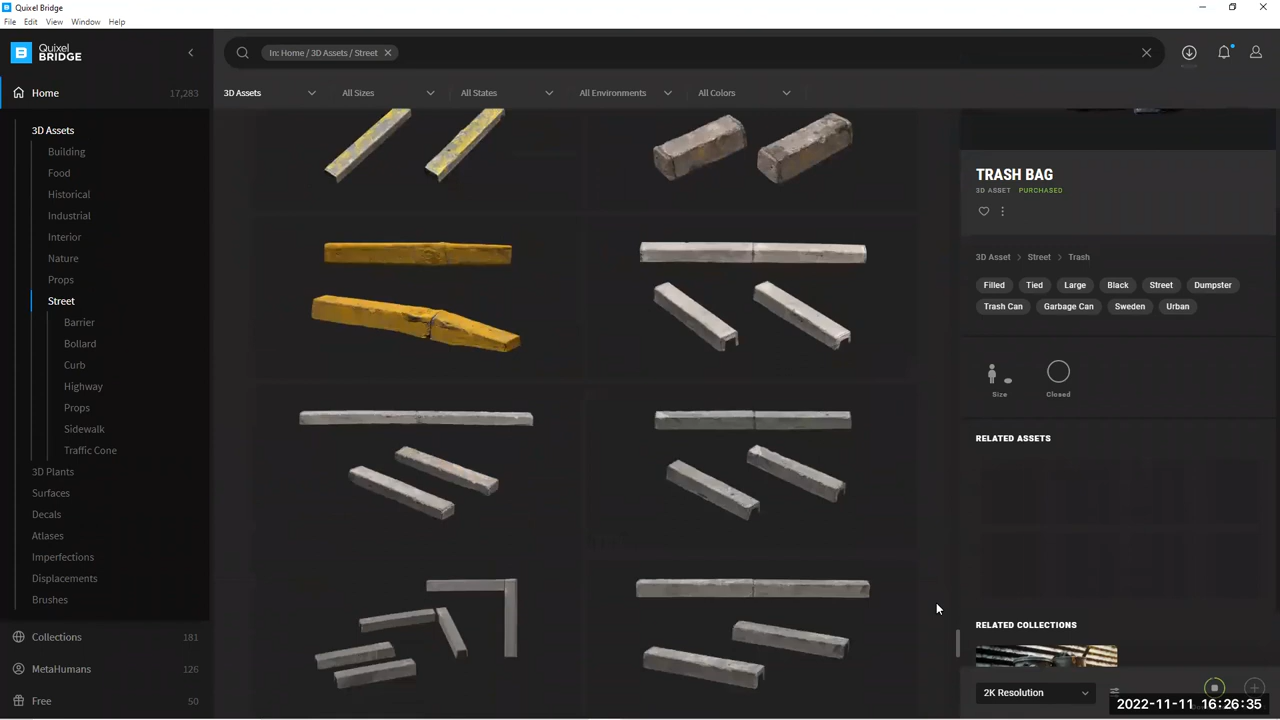 Quixel Bridge
File Edit View Window Help
Quixel
BRIDGE
In: Home / 3D Assets / Street
Home 17,283
3D Assets All Sizes All States All Environments All Colors
3D Assets
Building
Food
Historical
Industrial
Interior
Nature
Props
Street
Barrier
Bollard
Curb
Highway
Props
Sidewalk
Traffic Cone
3D Plants
Surfaces
Decals
Atlases
Imperfections
Displacements
Brushes
Collections 181
MetaHumans 126
Free 50
TRASH BAG
3D ASSET PURCHASED
3D Asset Street Trash
Filled Tied Large Black Street Dumpster
Trash Can Garbage Can Sweden Urban
Size Closed
RELATED ASSETS
RELATED COLLECTIONS
2K Resolution
2022-11-11 16:26:35